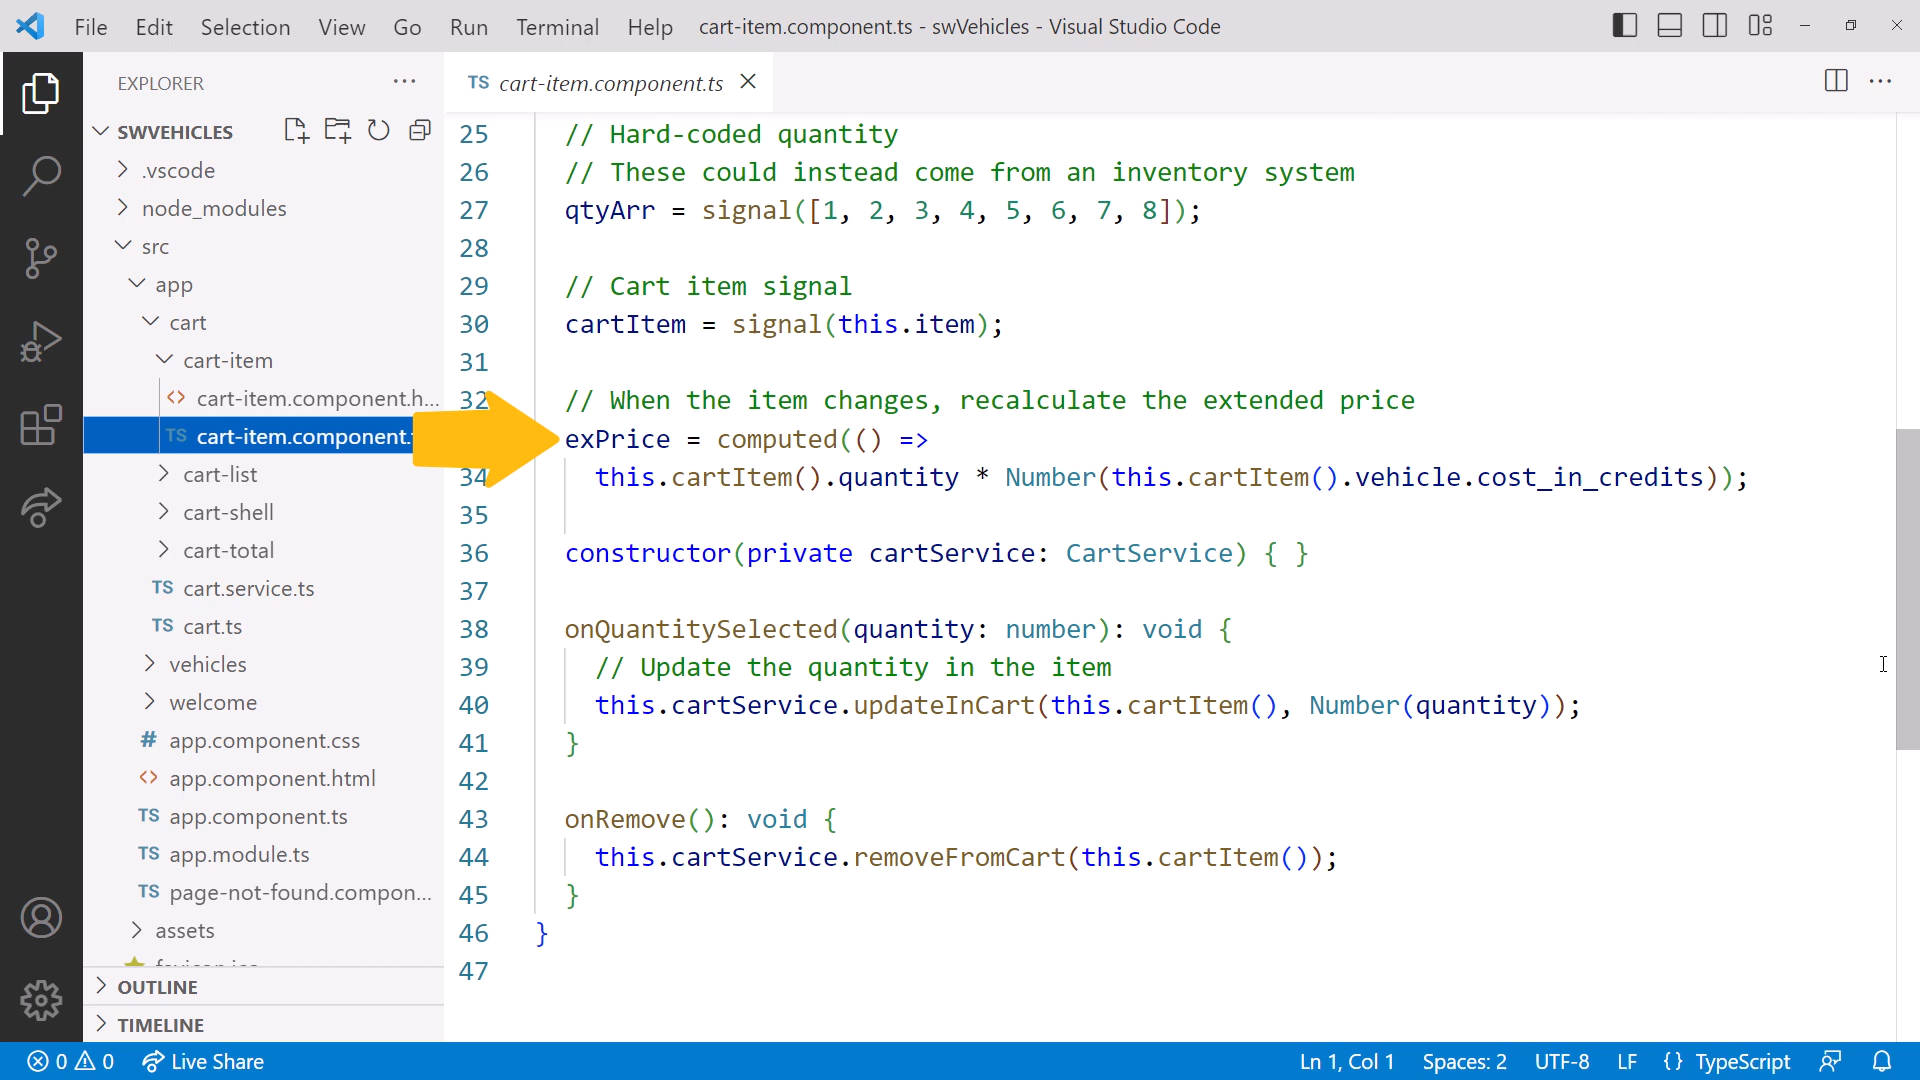 File Edit Selection View Go Run Terminal Help cart-item.component.ts - swVehicles - Visual Studio Code
EXPLORER
SWVEHICLES
.vscode
node_modules
src
app
cart
cart-item
cart-item.component.h...
TS cart-item.component.
cart-list
cart-shell
cart-total
TS cart.service.ts
TS cart.ts
vehicles
welcome
# app.component.css
<> app.component.html
TS app.component.ts
TS app.module.ts
TS page-not-found.compon...
assets
OUTLINE
TIMELINE
TS cart-item.component.ts
25 // Hard-coded quantity
26 // These could instead come from an inventory system
27 qtyArr = signal([1, 2, 3, 4, 5, 6, 7, 8]);
28
29 // Cart item signal
30 cartItem = signal(this.item);
31
32 // When the item changes, recalculate the extended price
exPrice = computed(() =>
34 this.cartItem().quantity * Number(this.cartItem().vehicle.cost_in_credits));
35
36 constructor(private cartService: CartService) { }
37
38 onQuantitySelected(quantity: number): void {
39 // Update the quantity in the item
40 this.cartService.updateInCart(this.cartItem(), Number(quantity));
41 }
42
43 onRemove(): void {
44 this.cartService.removeFromCart(this.cartItem());
45 }
46 }
47
0 0 Live Share Ln 1, Col 1 Spaces: 2 UTF-8 LF {} TypeScript